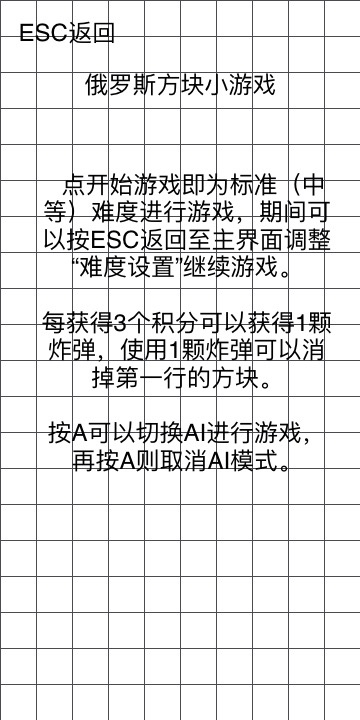 ESC返回
俄罗斯方块小游戏
点开始游戏即为标准（中
等）难度进行游戏，期间可
以按ESC返回至主界面调整
“难度设置”继续游戏。
每获得3个积分可以获得1颗
炸弹，使用1颗炸弹可以消
掉第一行的方块。
按A可以切换AI进行游戏，
再按A则取消AI模式。